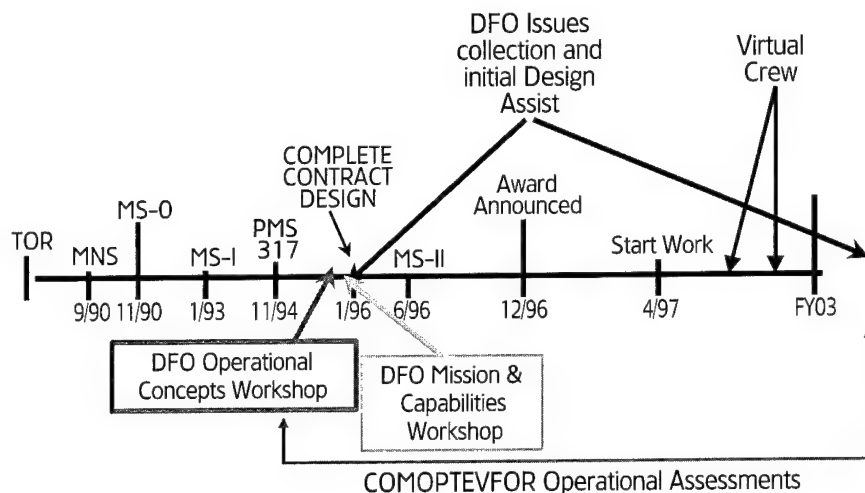 DFO Issues
collection and
initial Design
Assist
Virtual
Crew
COMPLETE
CONTRACT
DESIGN
Award
Announced
TOR
MNS
MS-0
MS-I
PMS
317
MS-II
Start Work
9/90
11/90
1/93
11/94
1/96
6/96
12/96
4/97
FY03
DFO Operational
Concepts Workshop
DFO Mission &
Capabilities
Workshop
COMOPTEVFOR Operational Assessments